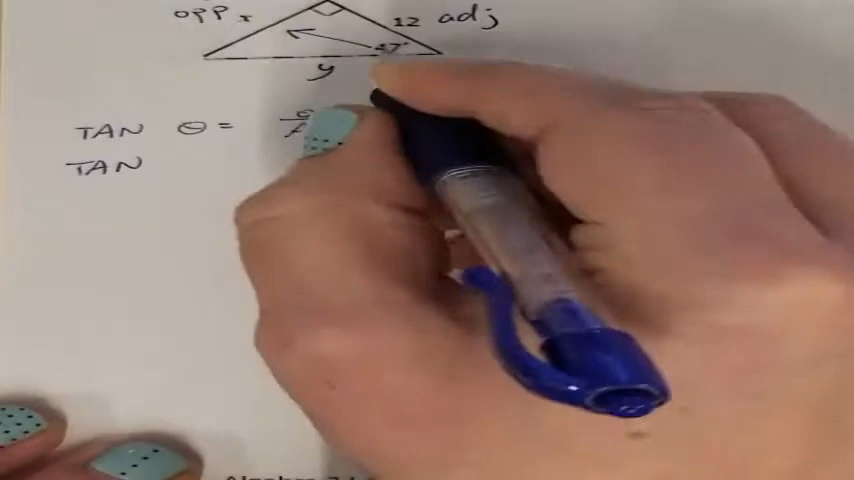 opp x 12 adj
47°
y
TAN θ =
TAN